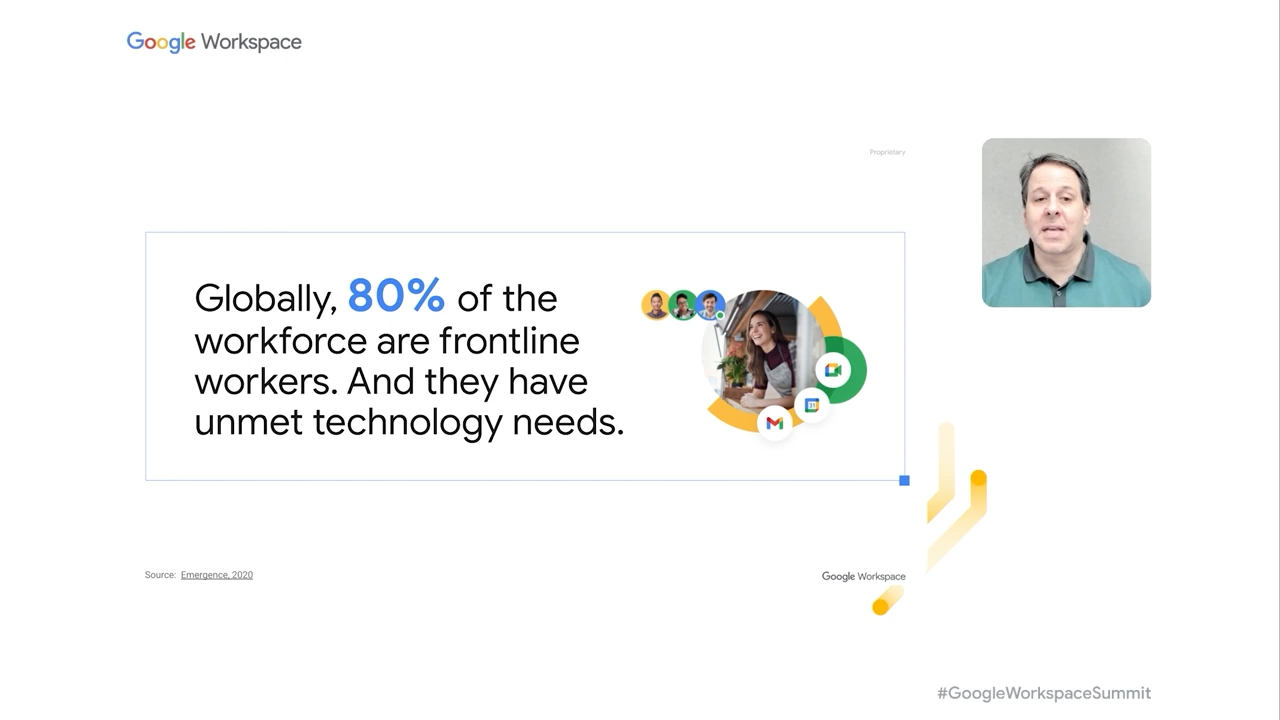 Google Workspace
Proprietary
Globally, 80% of the
workforce are frontline
workers. And they have
unmet technology needs.
31
Source: Emergence, 2020
Google Workspace
#GoogleWorkspaceSummit